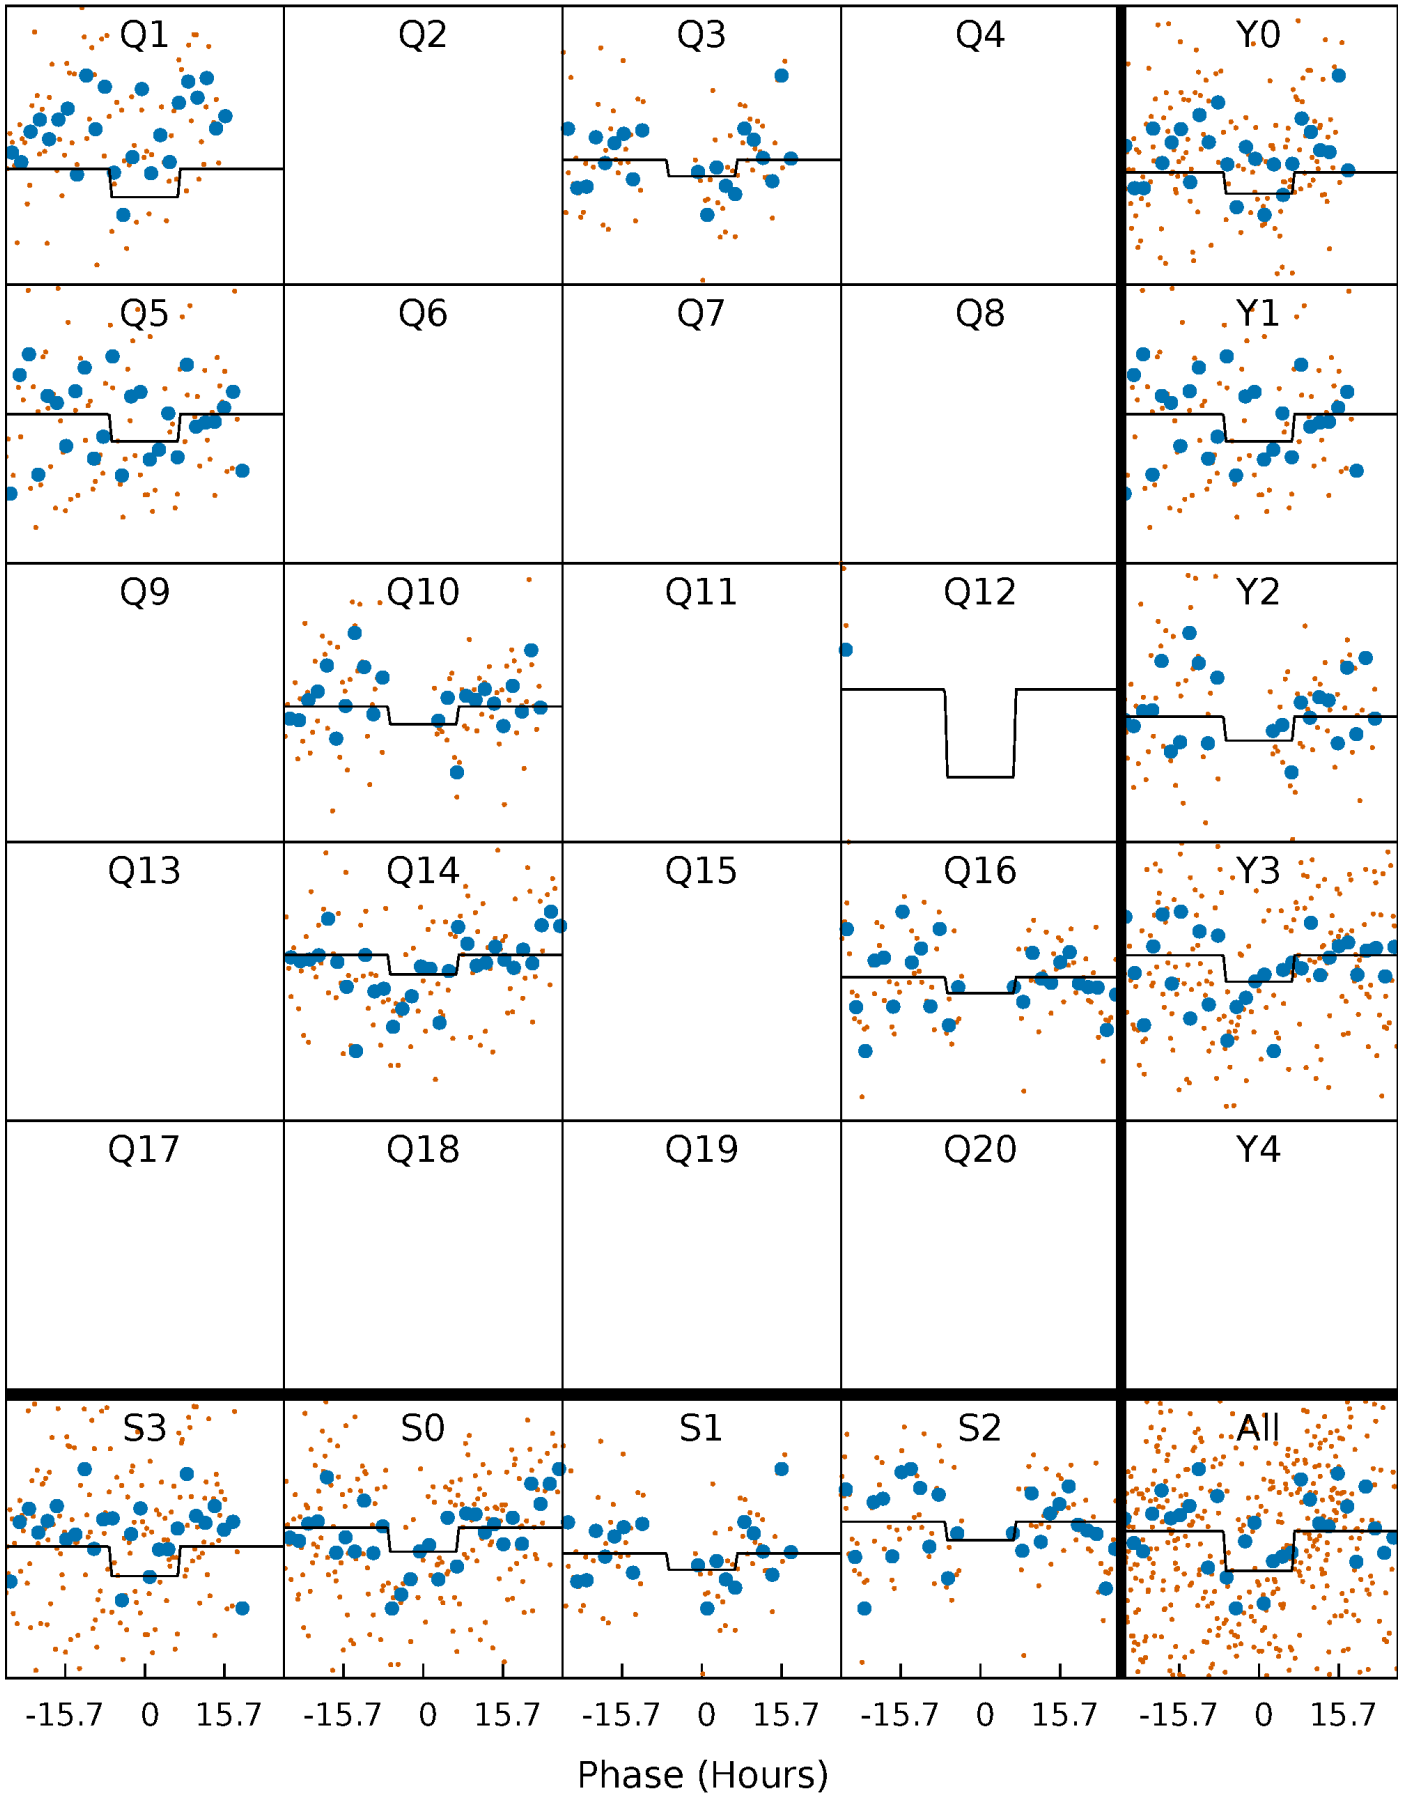 Q1 Q2 Q3 Q4 Y0
Q5 Q6 Q7 Q8 Y1
Q9 Q10 Q11 Q12 Y2
Q13 Q14 Q15 Q16 Y3
Q17 Q18 Q19 Q20 Y4
S3 S0 S1 S2 All
-15.7 0 15.7 -15.7 0 15.7 -15.7 0 15.7 -15.7 0 15.7 -15.7 0 15.7
Phase (Hours)